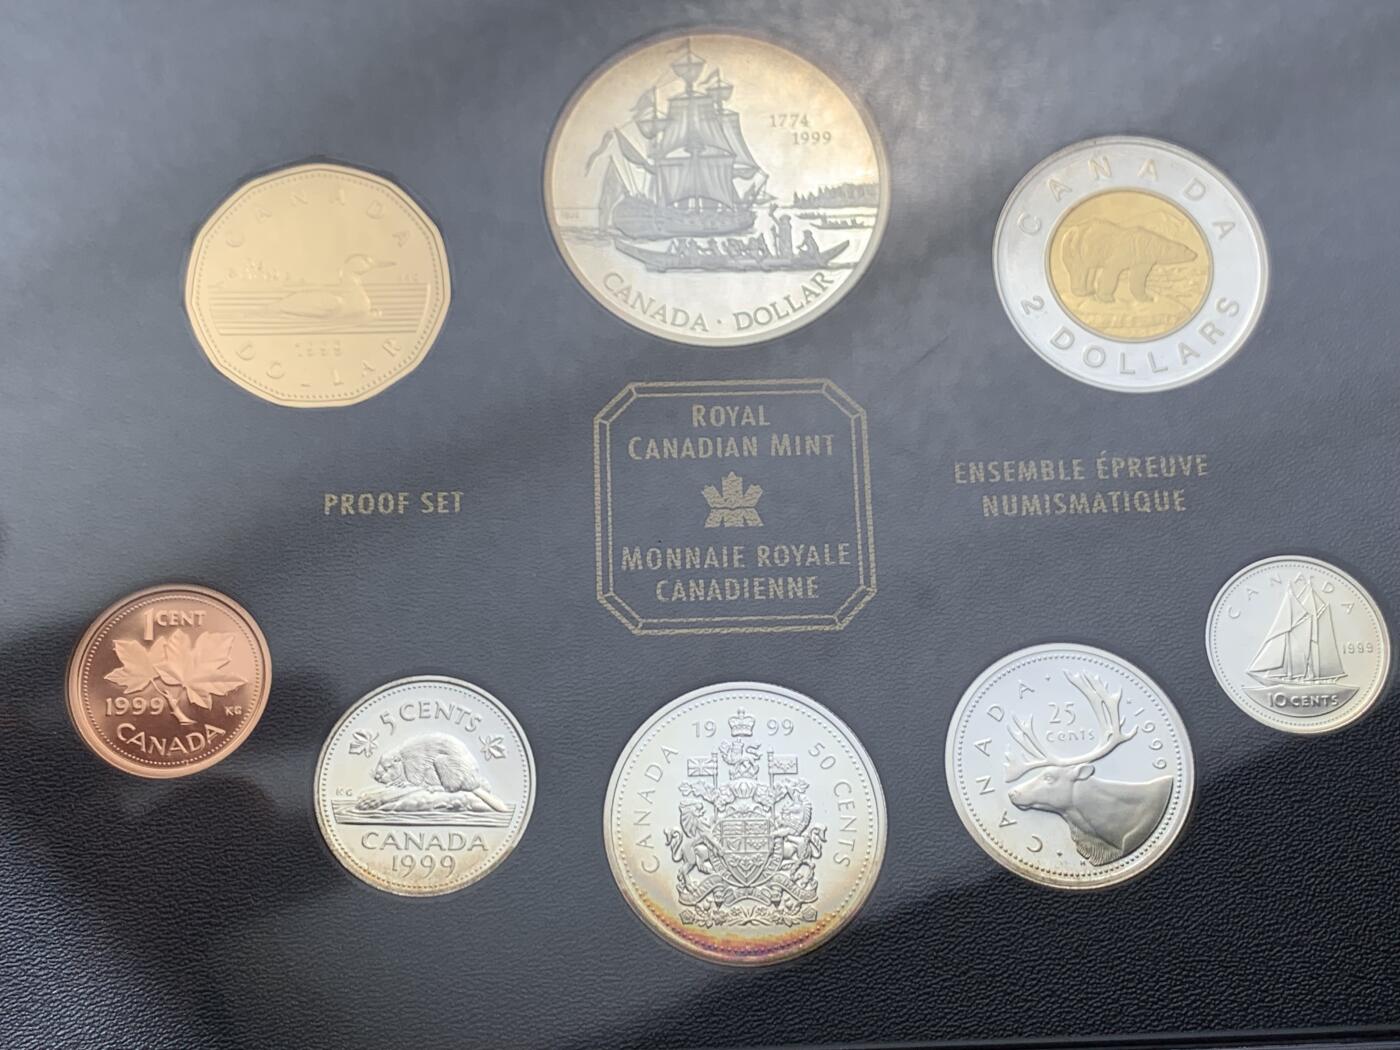 1774
1999
CANADA · DOLLAR
CANADA
DOLLAR
CANADA
2 DOLLARS
ROYAL
CANADIAN MINT
MONNAIE ROYALE
CANADIENNE
PROOF SET
ENSEMBLE ÉPREUVE
NUMISMATIQUE
1 CENT
1999 KG
CANADA
5 CENTS
KG
CANADA
1999
CANADA 1999 50 CENTS
CANADA · 1999
25
cents
CANADA
1999
10 CENTS